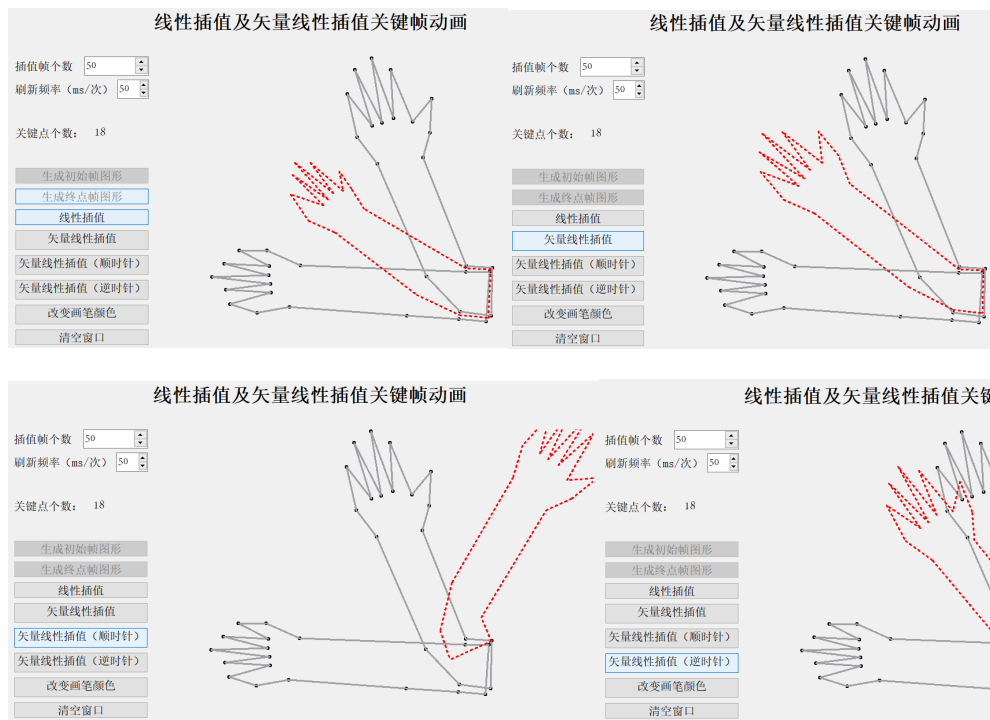 线性插值及矢量线性插值关键帧动画
插值帧个数 50
刷新频率（ms/次） 50
关键点个数： 18
生成初始帧图形
生成终点帧图形
线性插值
矢量线性插值
矢量线性插值（顺时针）
矢量线性插值（逆时针）
改变画笔颜色
清空窗口
线性插值及矢量线性插值关键帧动画
插值帧个数 50
刷新频率（ms/次） 50
关键点个数： 18
生成初始帧图形
生成终点帧图形
线性插值
矢量线性插值
矢量线性插值（顺时针）
矢量线性插值（逆时针）
改变画笔颜色
清空窗口
线性插值及矢量线性插值关键帧动画
插值帧个数 50
刷新频率（ms/次） 50
关键点个数： 18
生成初始帧图形
生成终点帧图形
线性插值
矢量线性插值
矢量线性插值（顺时针）
矢量线性插值（逆时针）
改变画笔颜色
清空窗口
线性插值及矢量线性插值关键
插值帧个数 50
刷新频率（ms/次） 50
关键点个数： 18
生成初始帧图形
生成终点帧图形
线性插值
矢量线性插值
矢量线性插值（顺时针）
矢量线性插值（逆时针）
改变画笔颜色
清空窗口